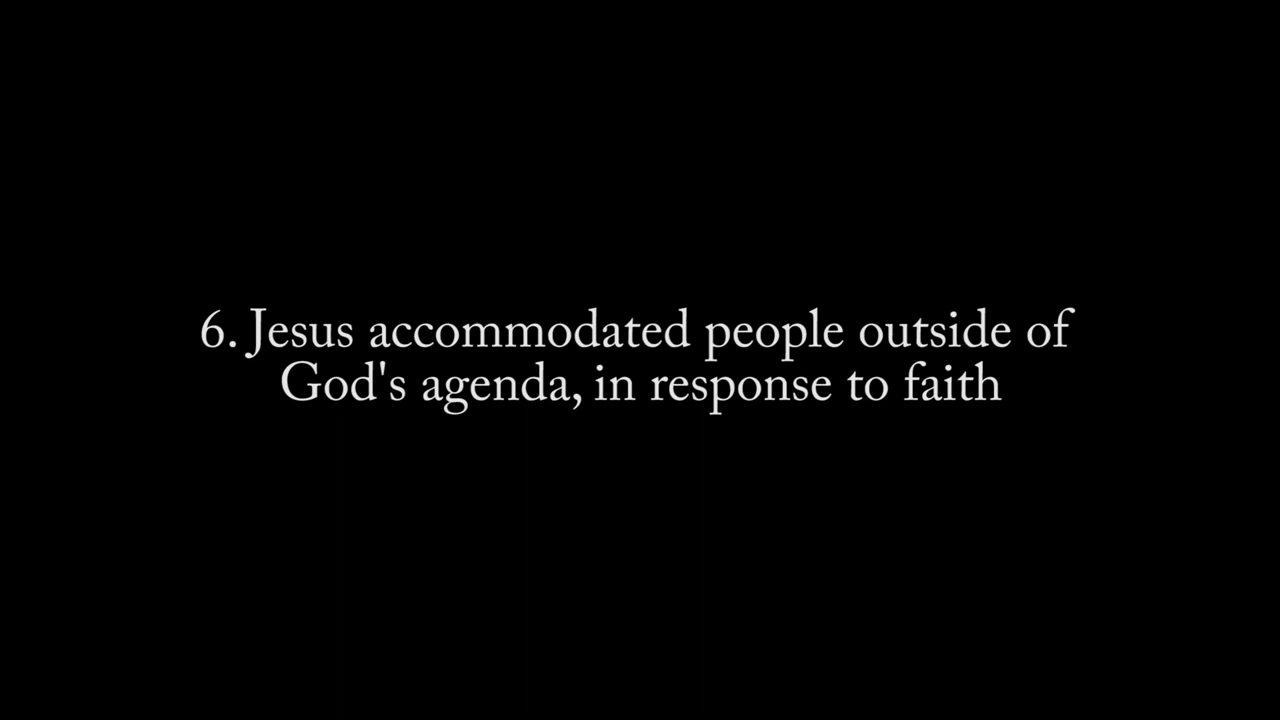 6. Jesus accommodated people outside of
God's agenda, in response to faith